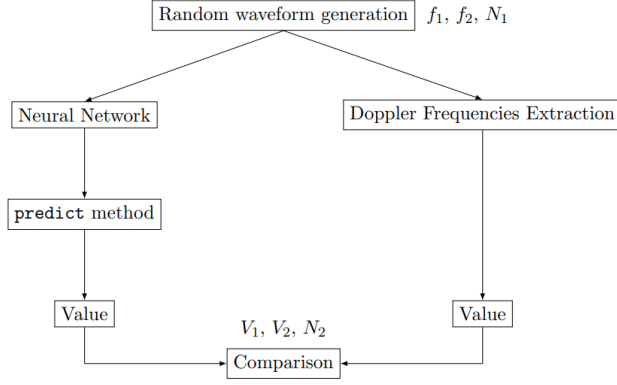 Random waveform generation f₁, f₂, N₁
Neural Network
Doppler Frequencies Extraction
predict method
Value
Value
V₁, V₂, N₂
Comparison